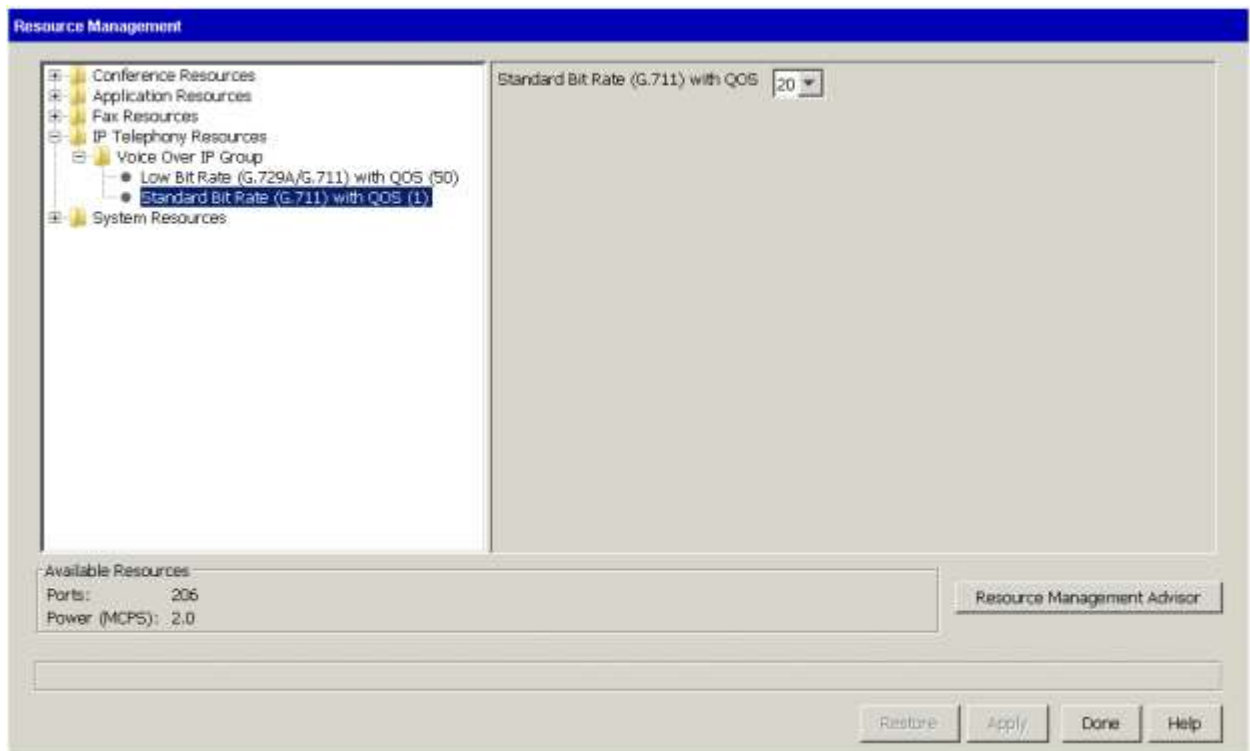 Resource Management
Conference Resources
Application Resources
Fax Resources
IP Telephony Resources
Voice Over IP Group
Low Bit Rate (G.729A/G.711) with QOS (50)
Standard Bit Rate (G.711) with QOS (1)
System Resources
Standard Bit Rate (G.711) with QOS 20
Available Resources
Ports: 206
Power (MCPS): 2.0
Resource Management Advisor
Restore Apply Done Help